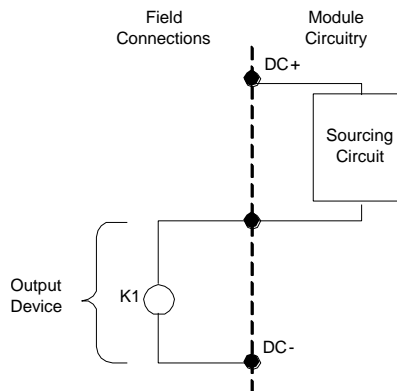 Field
Connections
Module
Circuitry
DC+
Sourcing
Circuit
Output
Device
K1
DC-